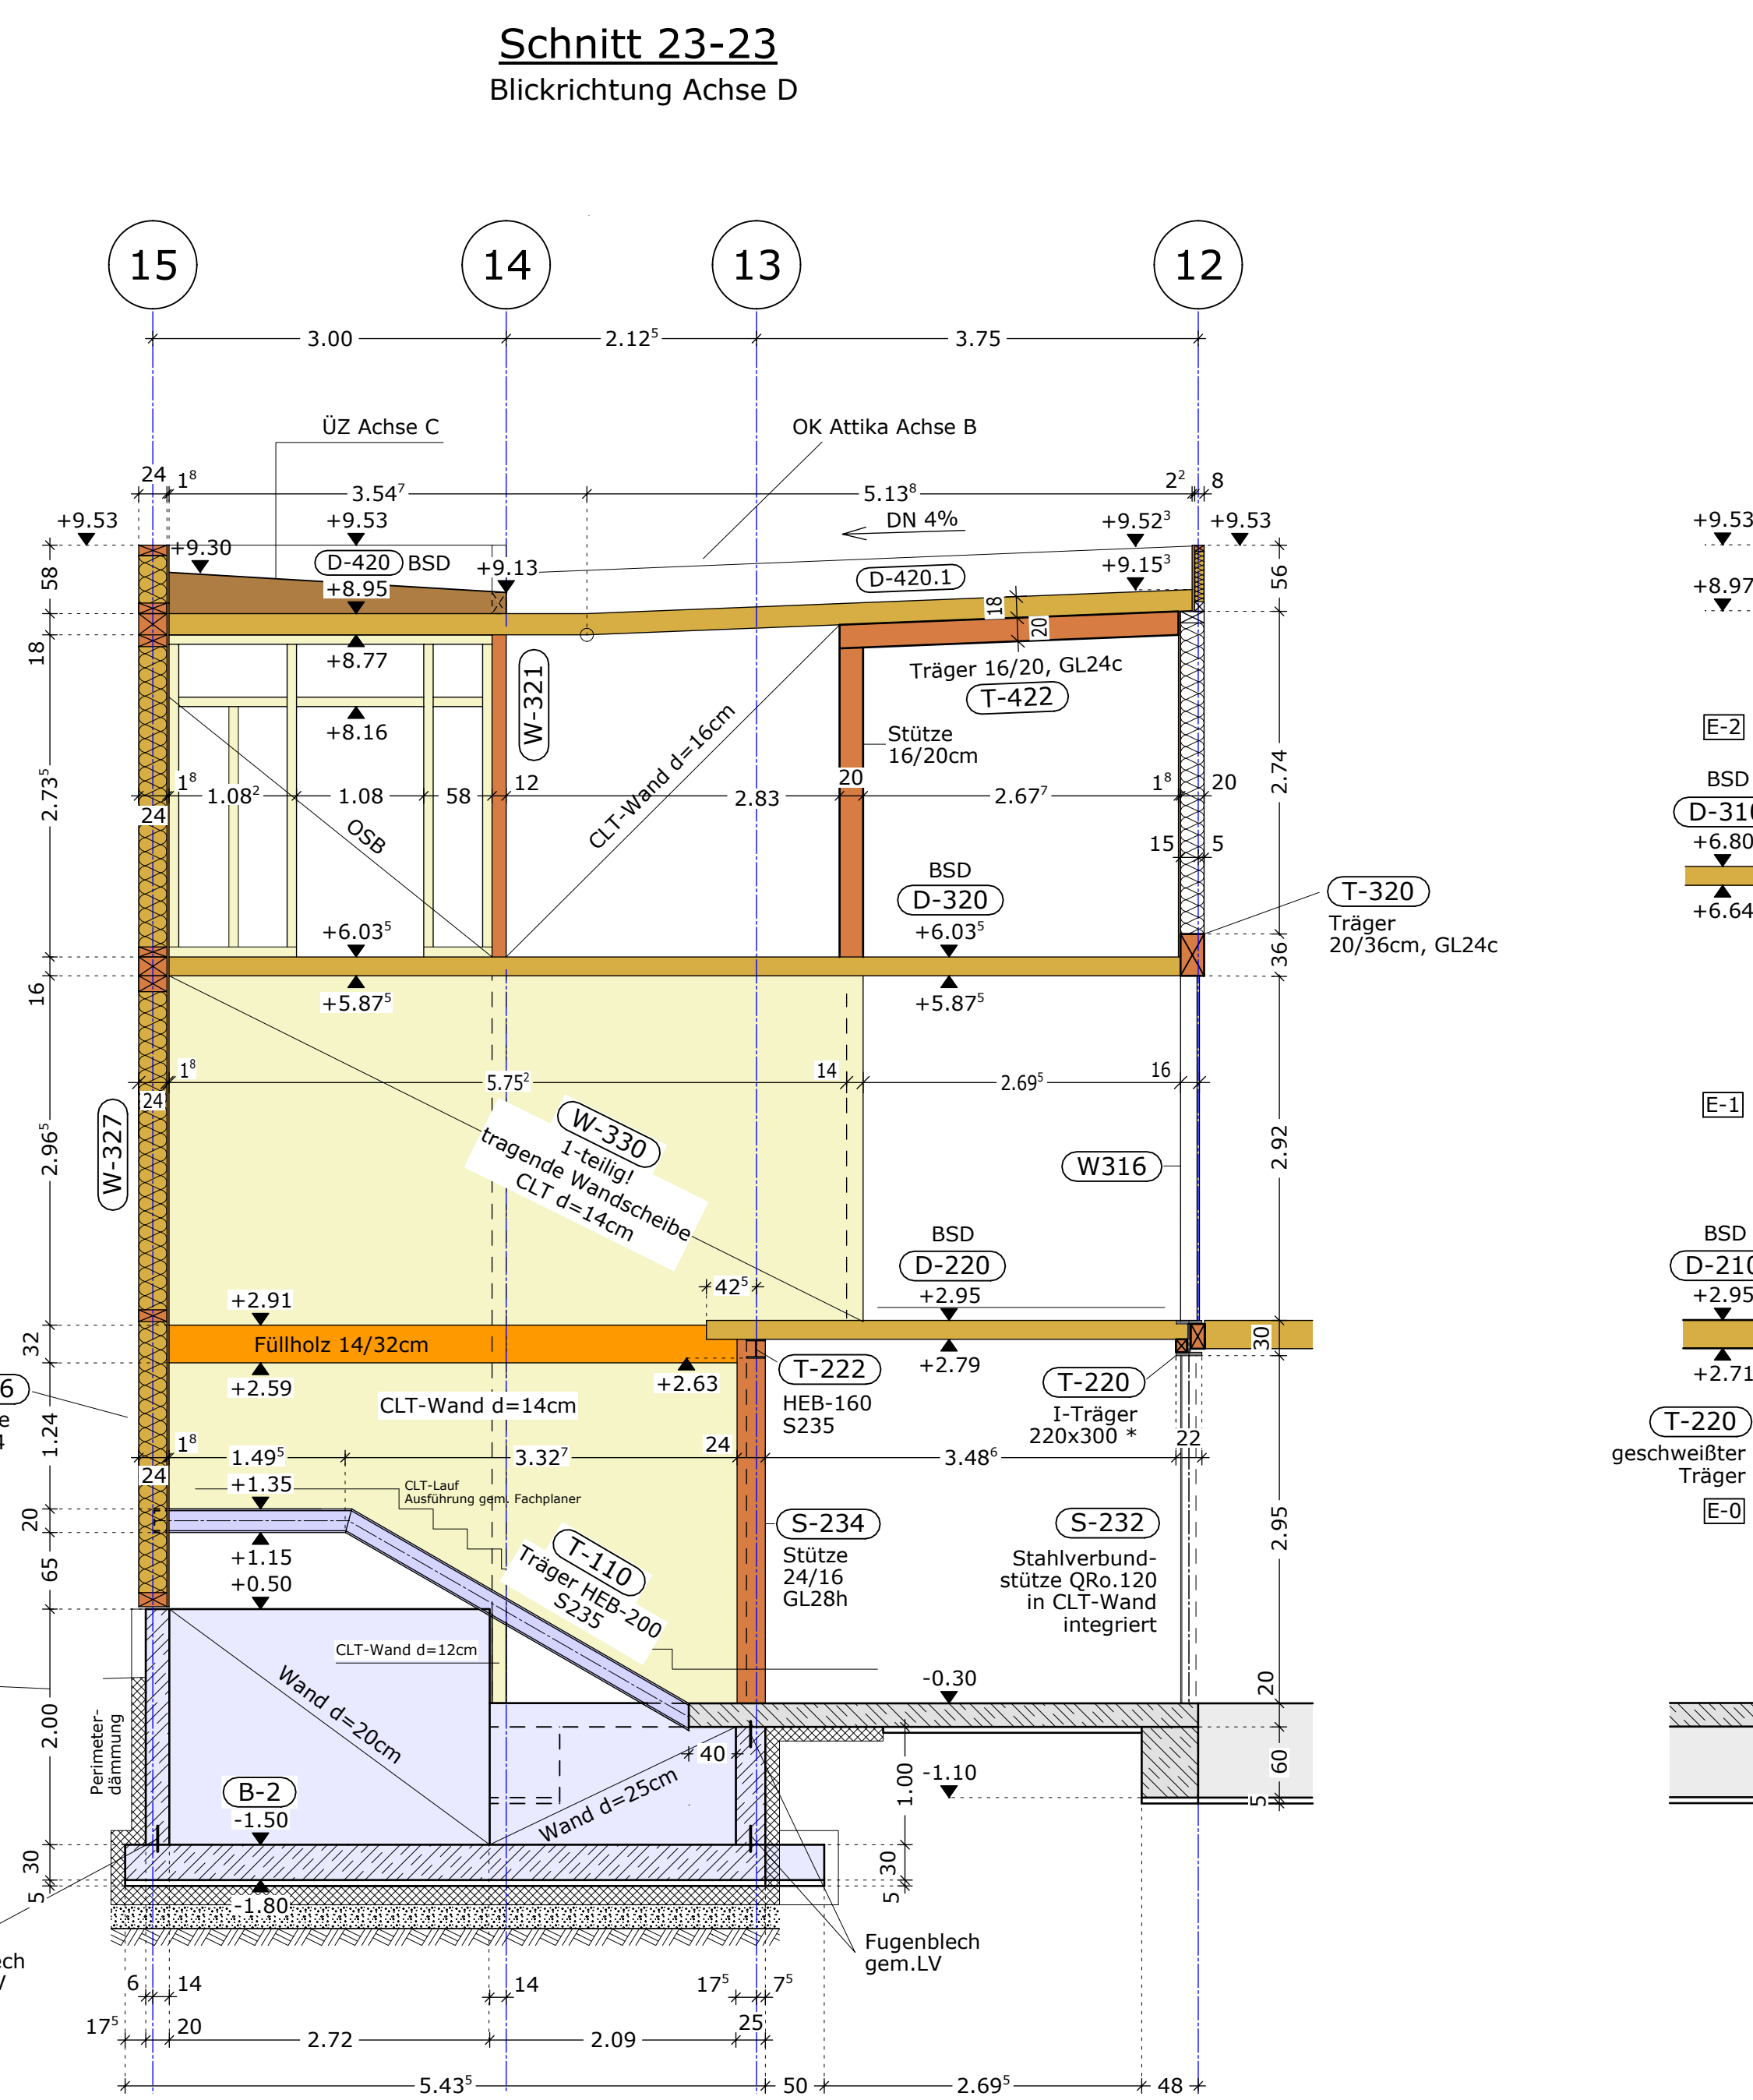 Schnitt 23-23
Blickrichtung Achse D
15
14
13
12
3.00
2.12⁵
3.75
ÜZ Achse C
OK Attika Achse B
24
1⁸
3.54⁷
5.13⁸
2²
8
+9.53
+9.53
DN 4%
+9.52³
+9.53
+9.53
+9.30
D-420 BSD
+9.13
58
+8.95
D-420.1
+9.15³
56
+8.97
18
20
18
+8.77
W-321
Träger 16/20, GL24c
T-422
+8.16
Stütze
16/20cm
E-2
CLT-Wand d=16cm
2.73⁵
2.74
1⁸
1.08²
1.08
58
12
2.83
20
2.67⁷
1⁸
20
24
OSB
15
5
BSD
D-310
+6.80
+6.64
BSD
D-320
T-320
Träger
20/36cm, GL24c
+6.03⁵
+6.03⁵
36
16
+5.87⁵
+5.87⁵
1⁸
5.75²
14
2.69⁵
16
24
E-1
W-327
2.96⁵
2.92
W-330
1-teilig!
tragende Wandscheibe
CLT d=14cm
W316
BSD
D-220
BSD
D-210
42⁵
+2.91
+2.95
+2.95
32
Füllholz 14/32cm
30
+2.59
+2.63
+2.79
+2.71
T-222
HEB-160
S235
T-220
I-Träger
220x300 *
T-220
geschweißter
Träger
6
e
4
CLT-Wand d=14cm
1.24
1⁸
1.49⁵
3.32⁷
24
3.48⁶
22
24
+1.35
CLT-Lauf
Ausführung gem. Fachplaner
E-0
20
S-234
Stütze
24/16
GL28h
S-232
Stahlverbund-
stütze QRo.120
in CLT-Wand
integriert
2.95
T-110
Träger HEB-200
S235
65
+1.15
+0.50
CLT-Wand d=12cm
-0.30
20
Wand d=20cm
2.00
Perimeter-
dämmung
40
Wand d=25cm
1.00
-1.10
60
5
B-2
-1.50
30
5
30
5
-1.80
Fugenblech
gem.LV
ech
V
6
14
14
17⁵
7⁵
17⁵
20
2.72
2.09
25
5.43⁵
50
2.69⁵
48